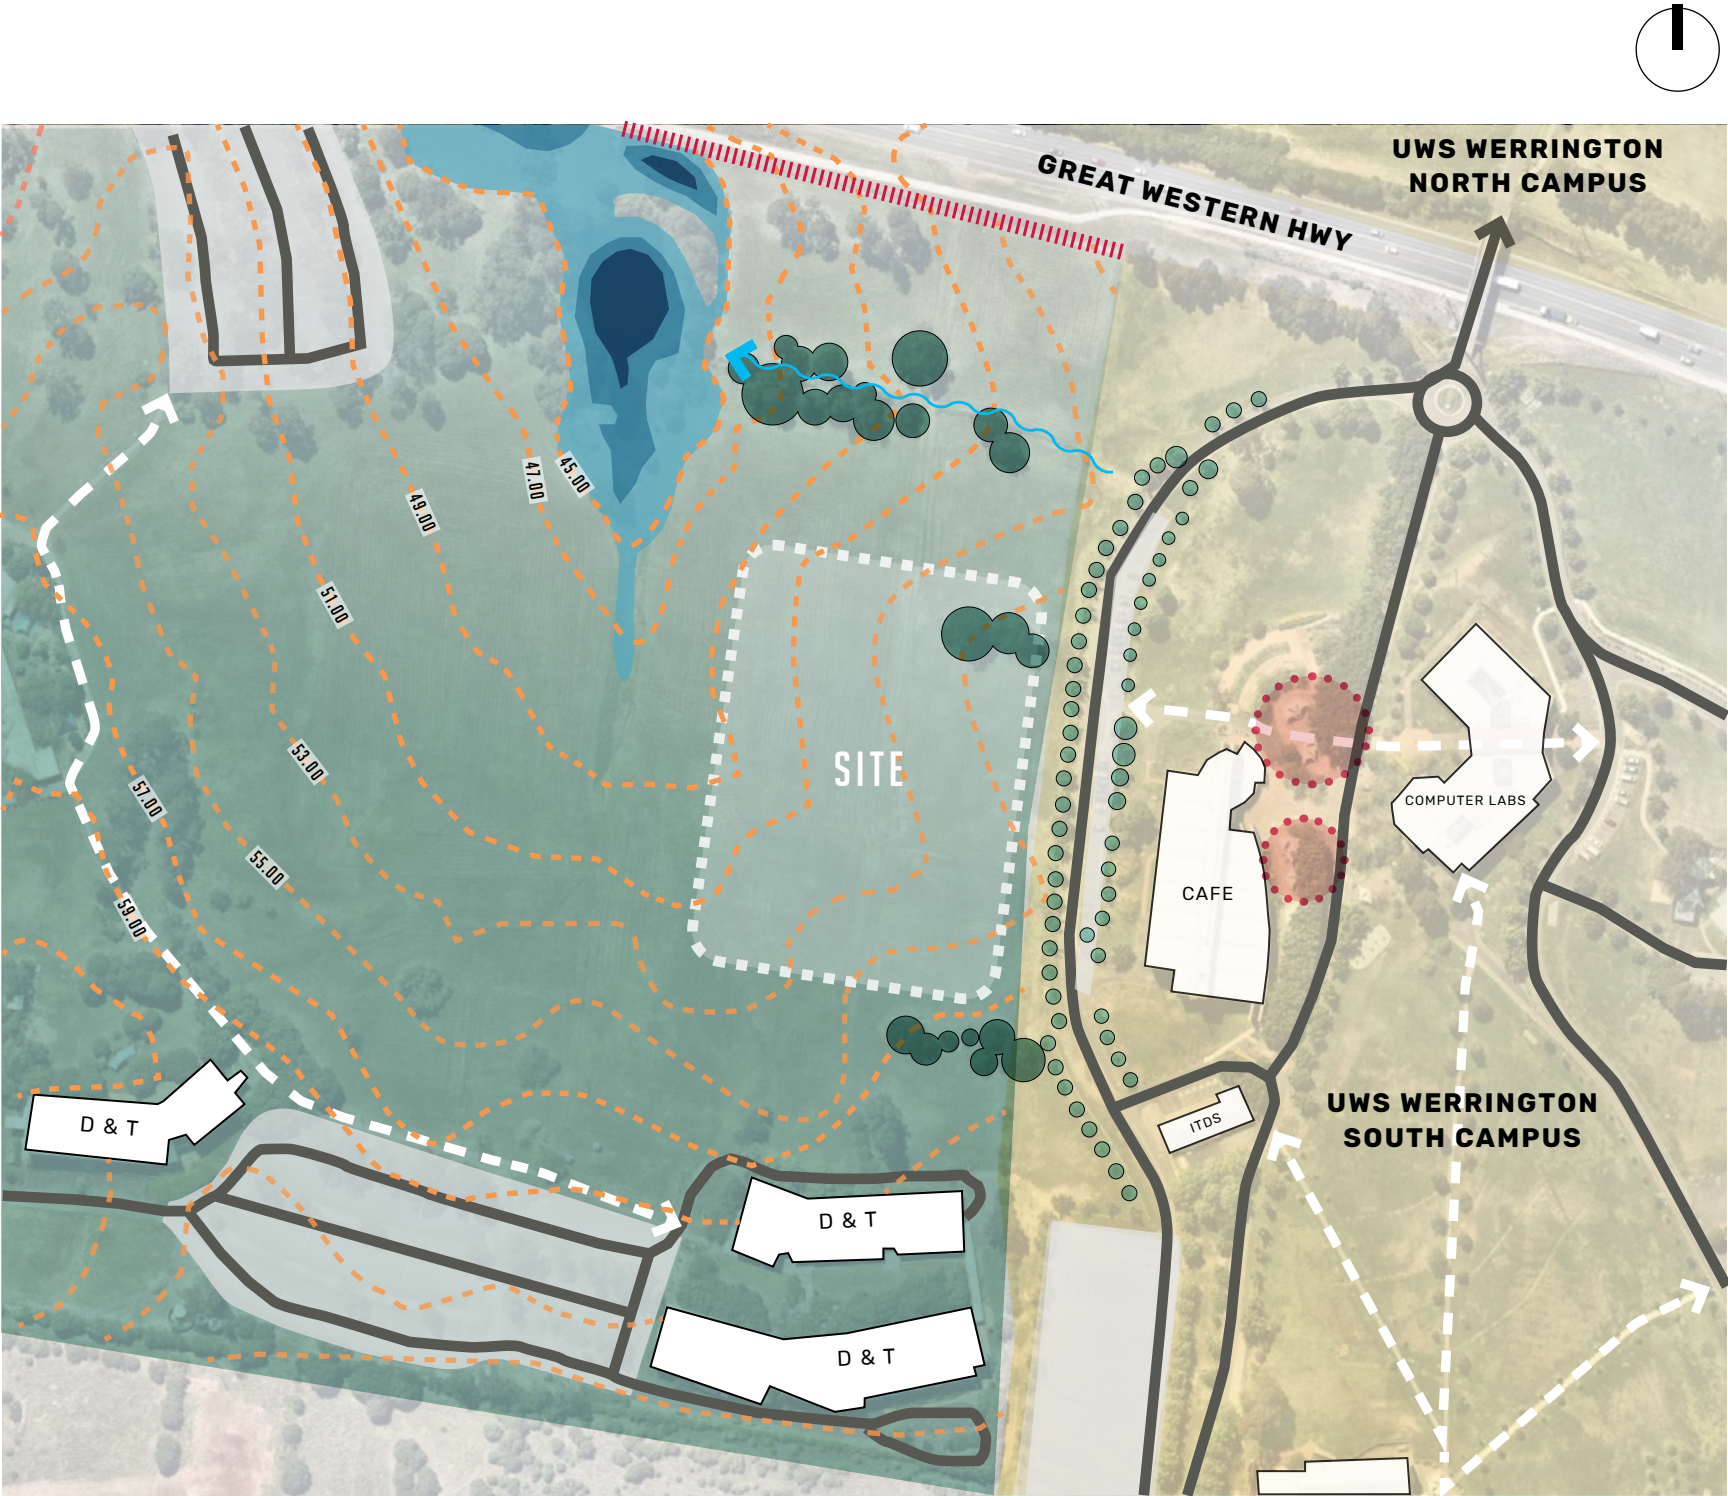 UWS WERRINGTON
NORTH CAMPUS
GREAT WESTERN HWY
45.00
47.00
49.00
51.00
53.00
57.00
55.00
59.00
SITE
COMPUTER LABS
CAFE
D & T
ITDS
UWS WERRINGTON
SOUTH CAMPUS
D & T
D & T